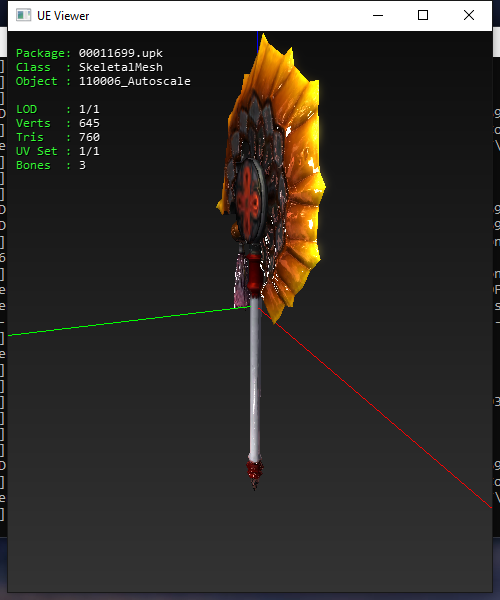 UE Viewer
Package: 00011699.upk
Class  : SkeletalMesh
Object : 110006_Autoscale
LOD    : 1/1
Verts  : 645
Tris   : 760
UV Set : 1/1
Bones  : 3